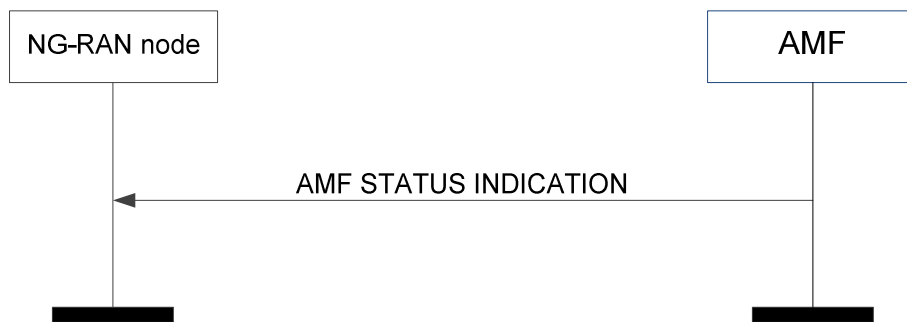 NG-RAN node
AMF
AMF STATUS INDICATION